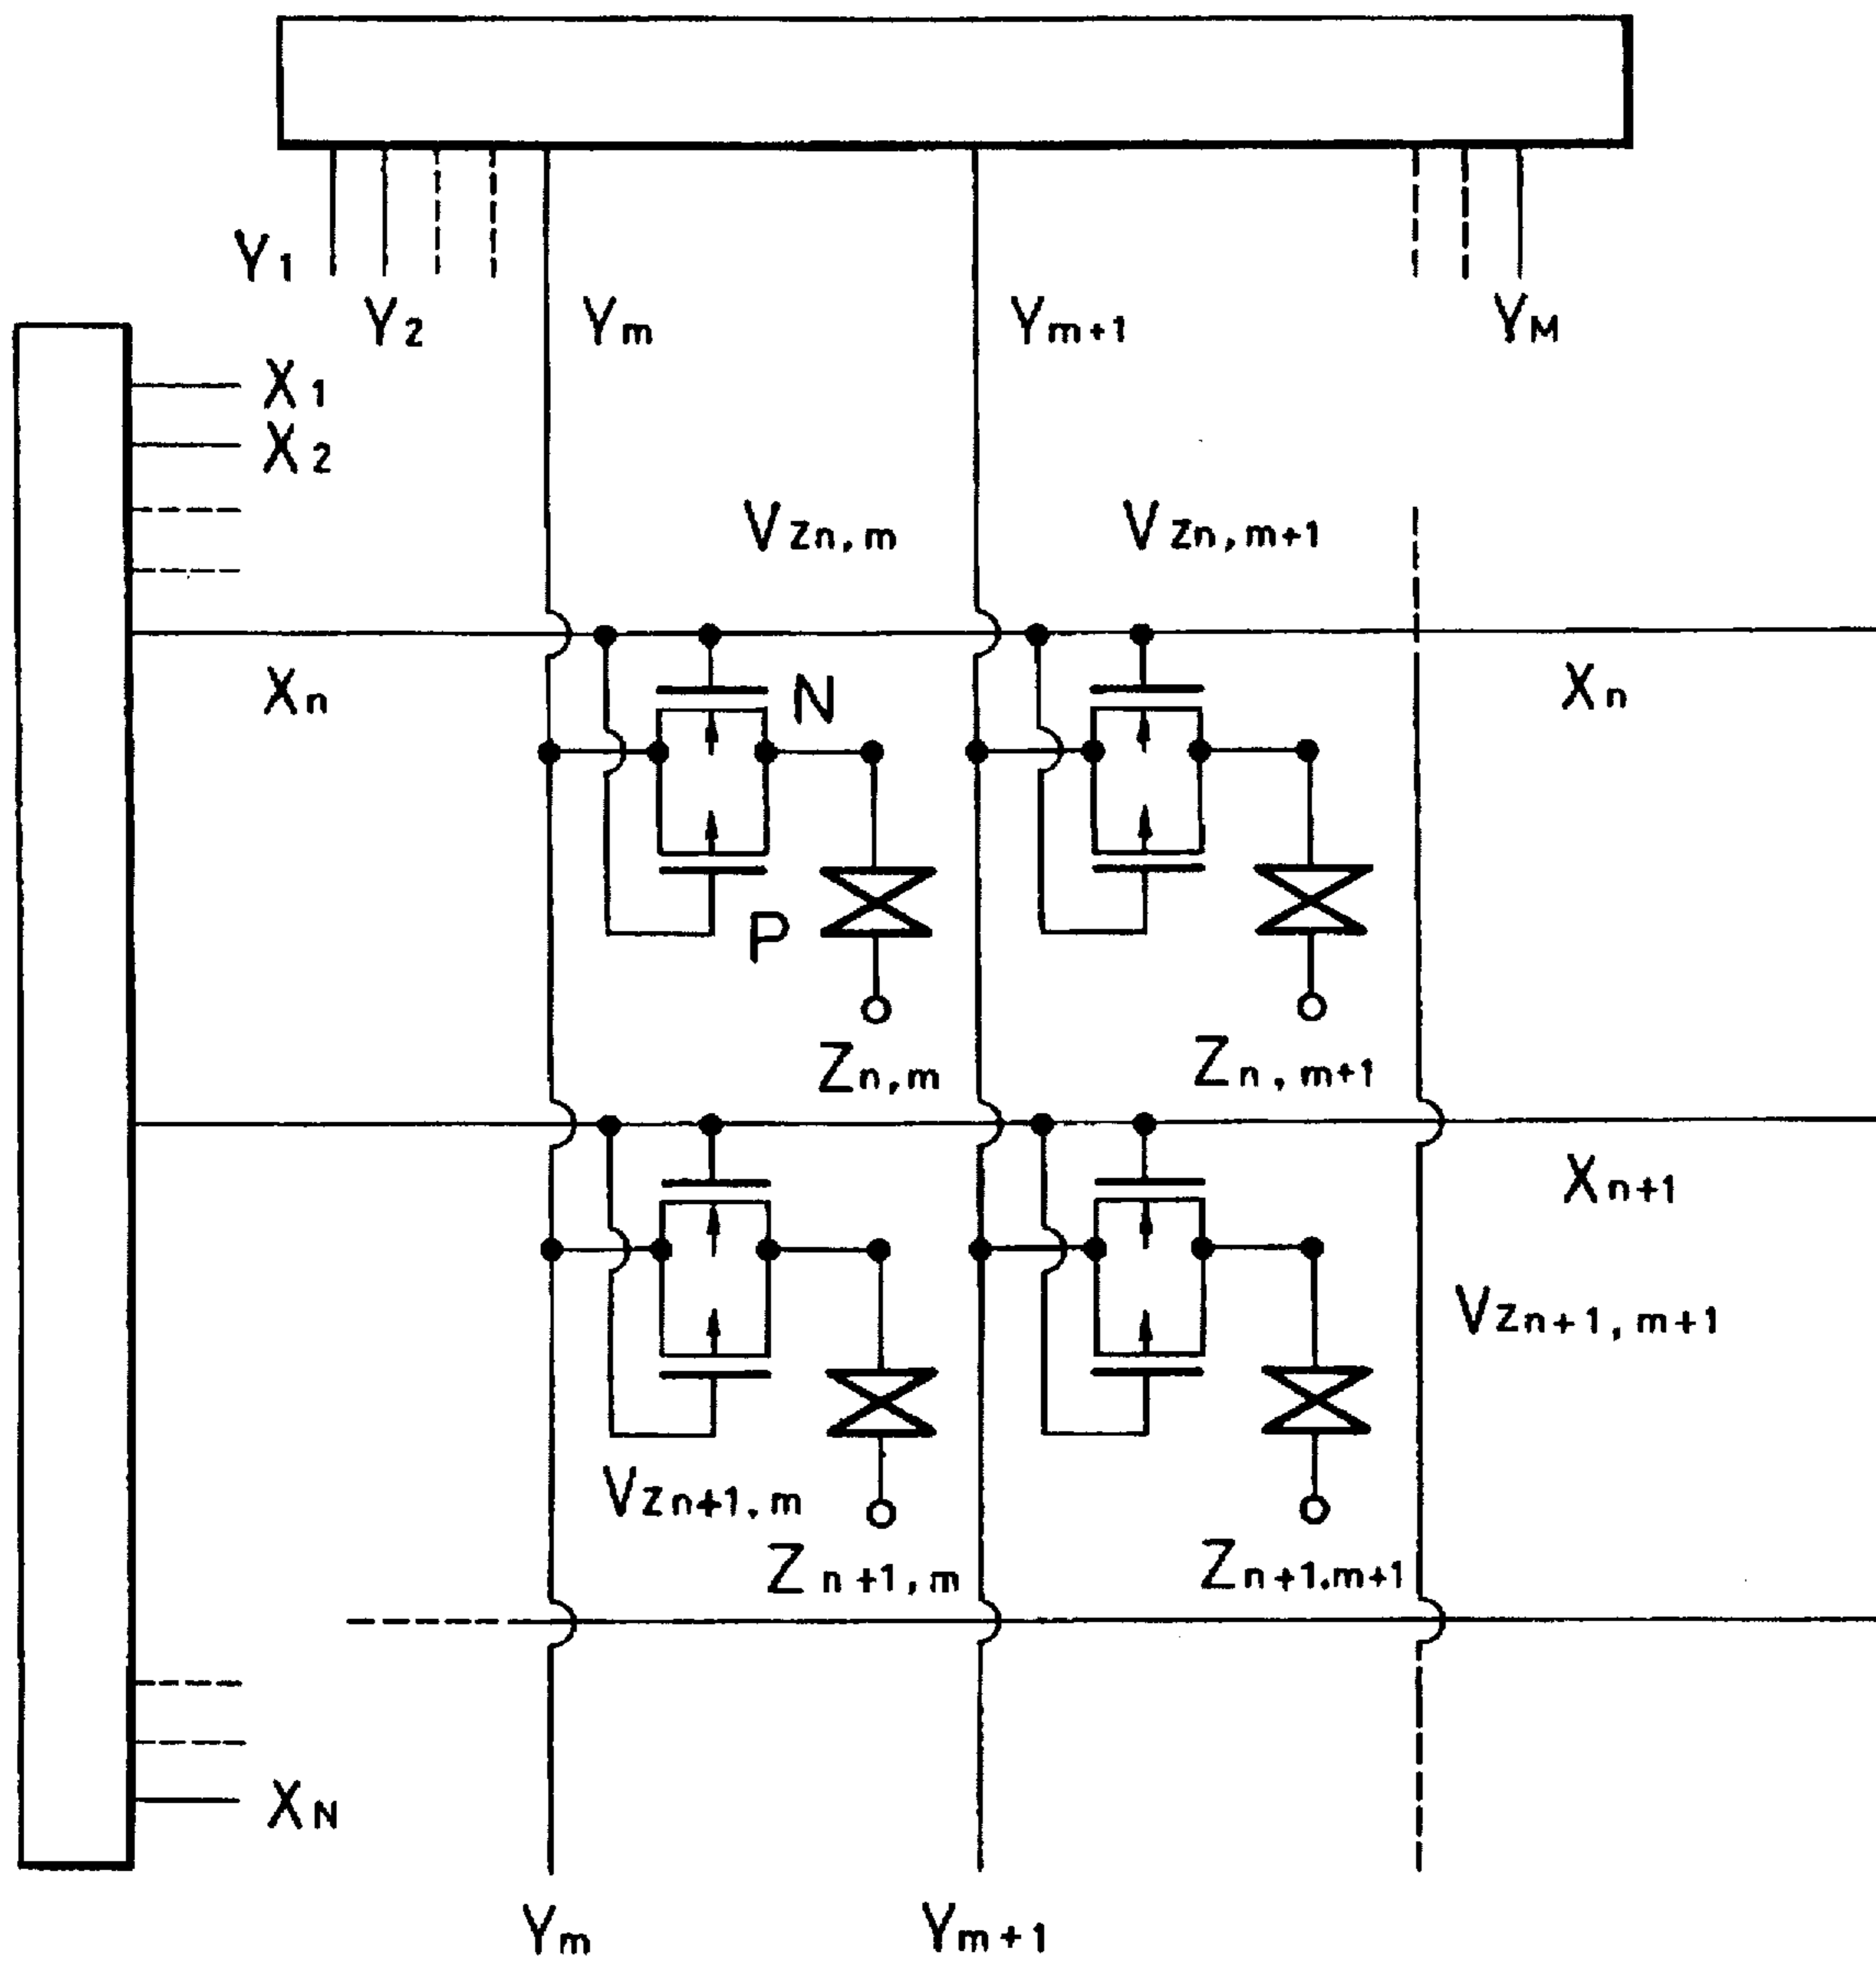 Y1
Y2 Ym Ym+1 YM
X1
X2
VZn,m VZn,m+1
Xn N Xn
P
Zn,m Zn,m+1
Xn+1
VZn+1,m+1
VZn+1,m
Zn+1,m Zn+1.m+1
XN
Ym Ym+1